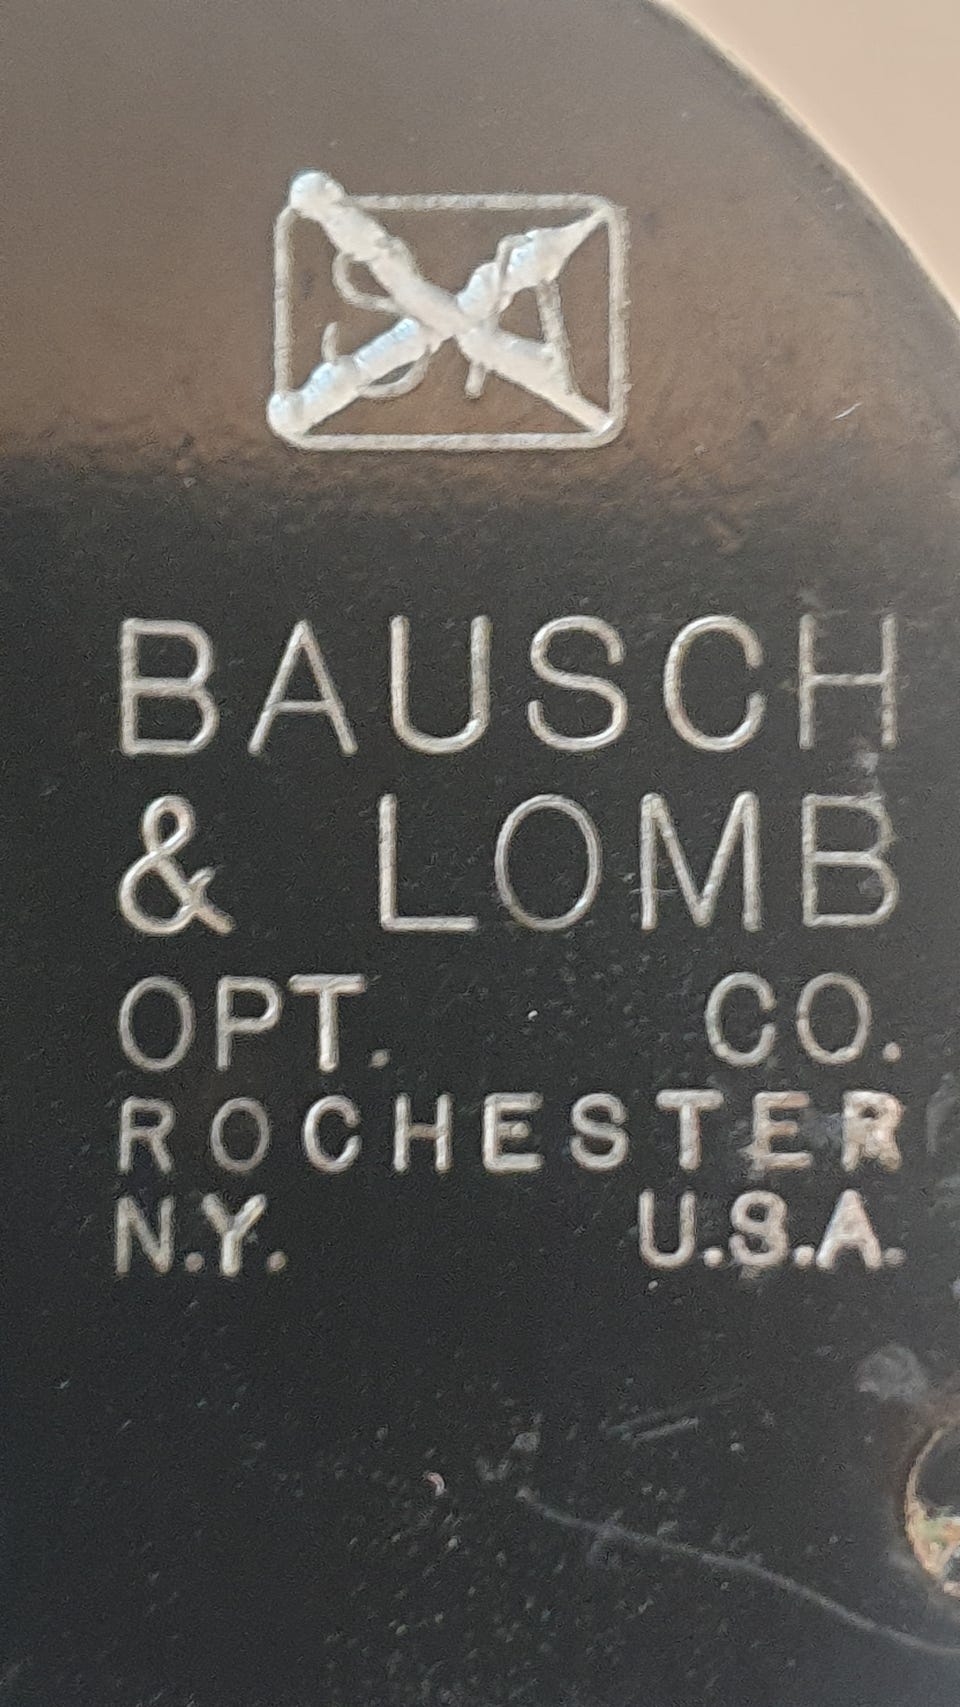 BAUSCH
& LOMB
OPT. CO.
ROCHESTER
N.Y. U.S.A.